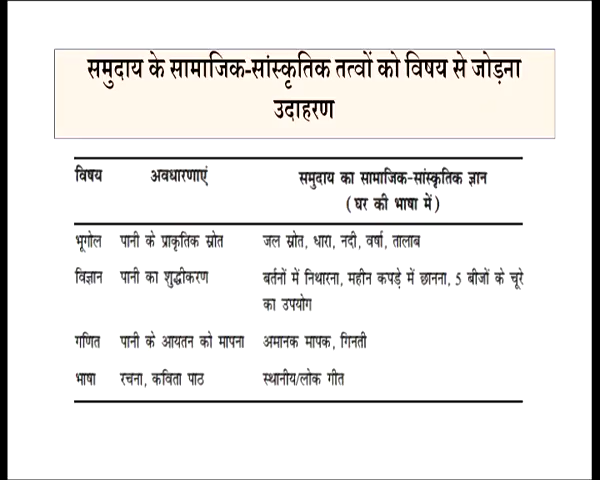 समुदाय के सामाजिक-सांस्कृतिक तत्वों को विषय से जोड़ना
उदाहरण
विषय अवधारणाएं समुदाय का सामाजिक-सांस्कृतिक ज्ञान
(घर की भाषा में)
भूगोल पानी के प्राकृतिक स्रोत जल स्रोत, धारा, नदी, वर्षा, तालाब
विज्ञान पानी का शुद्धीकरण बर्तनों में निथारना, महीन कपड़े में छानना, 5 बीजों के चूरे
का उपयोग
गणित पानी के आयतन को मापना अमानक मापक, गिनती
भाषा रचना, कविता पाठ स्थानीय/लोक गीत